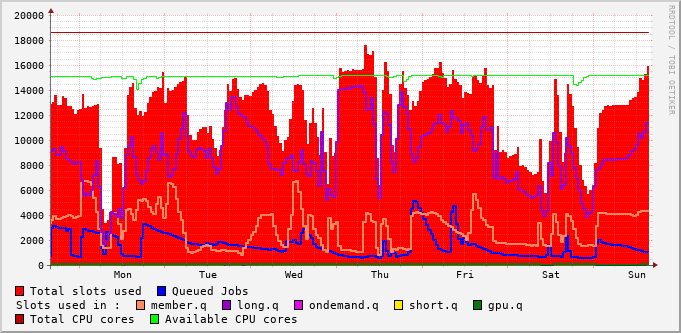 20000
18000
16000
14000
12000
10000
8000
6000
4000
2000
0
Mon Tue Wed Thu Fri Sat Sun
RRDTOOL / TOBI OETIKER
Total slots used Queued Jobs
Slots used in : member.q long.q ondemand.q short.q gpu.q
Total CPU cores Available CPU cores